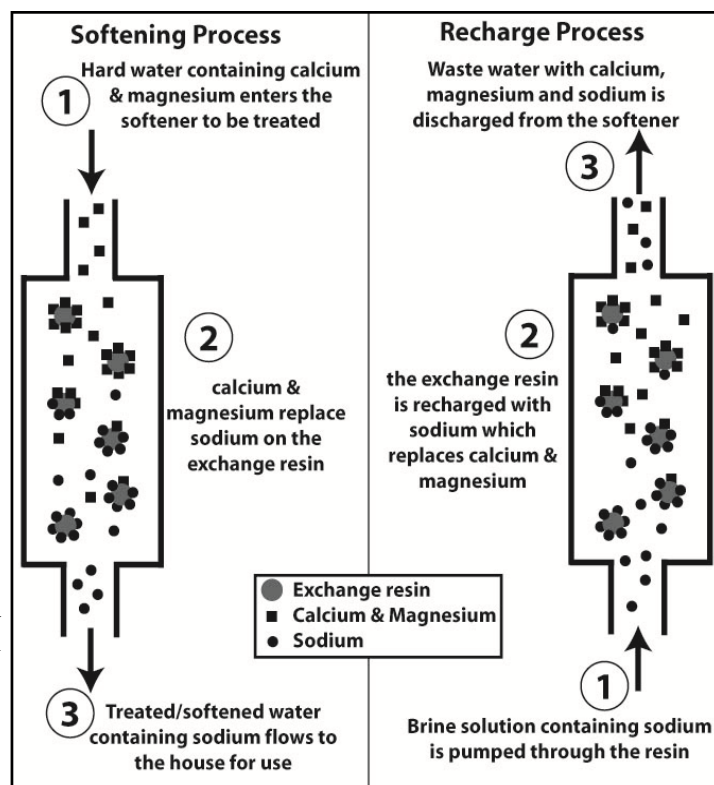 Softening Process
Hard water containing calcium
& magnesium enters the
softener to be treated
1
2
calcium &
magnesium replace
sodium on the
exchange resin
3
Treated/softened water
containing sodium flows to
the house for use
Recharge Process
Waste water with calcium,
magnesium and sodium is
discharged from the softener
3
2
the exchange resin
is recharged with
sodium which
replaces calcium &
magnesium
1
Brine solution containing sodium
is pumped through the resin
Exchange resin
Calcium & Magnesium
Sodium